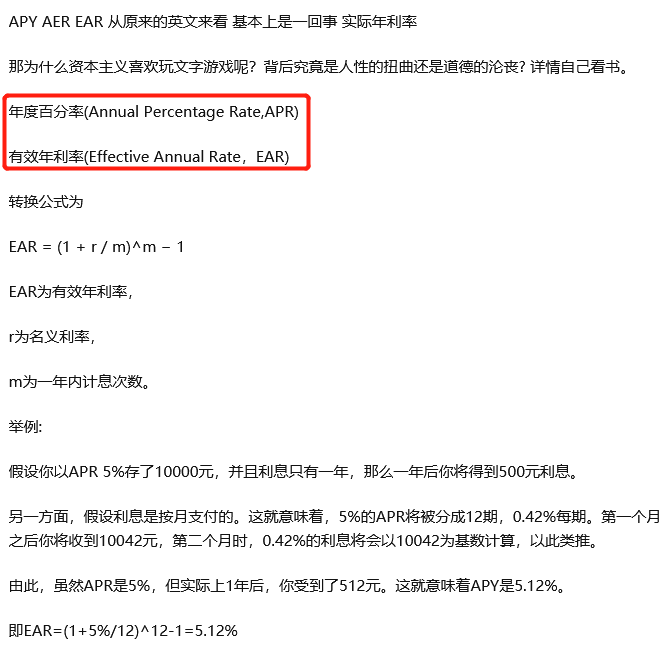 APY AER EAR 从原来的英文来看 基本上是一回事 实际年利率
那为什么资本主义喜欢玩文字游戏呢？背后究竟是人性的扭曲还是道德的沦丧? 详情自己看书。
年度百分率(Annual Percentage Rate,APR)
有效年利率(Effective Annual Rate，EAR)
转换公式为
EAR = (1 + r / m)^m − 1
EAR为有效年利率，
r为名义利率，
m为一年内计息次数。
举例:
假设你以APR 5%存了10000元，并且利息只有一年，那么一年后你将得到500元利息。
另一方面，假设利息是按月支付的。这就意味着，5%的APR将被分成12期，0.42%每期。第一个月
之后你将收到10042元，第二个月时，0.42%的利息将会以10042为基数计算，以此类推。
由此，虽然APR是5%，但实际上1年后，你受到了512元。这就意味着APY是5.12%。
即EAR=(1+5%/12)^12-1=5.12%